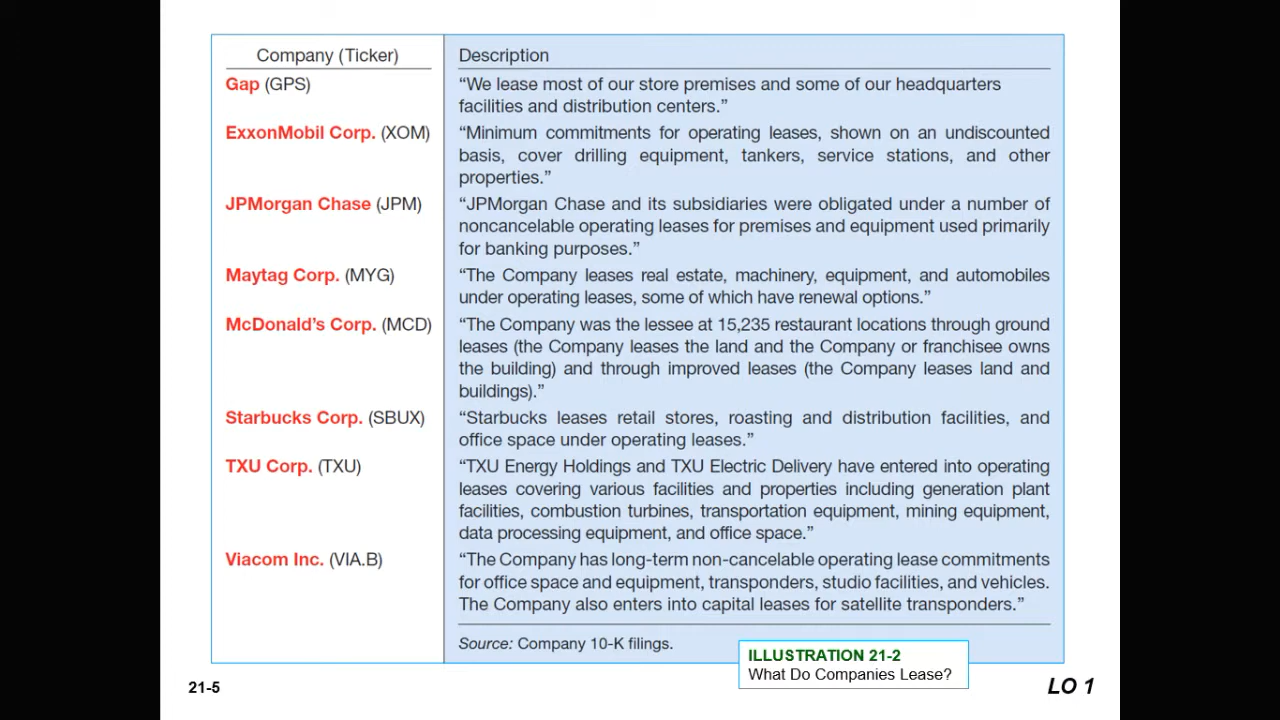 Company (Ticker) Description
Gap (GPS) “We lease most of our store premises and some of our headquarters
facilities and distribution centers.”
ExxonMobil Corp. (XOM) “Minimum commitments for operating leases, shown on an undiscounted
basis, cover drilling equipment, tankers, service stations, and other
properties.”
JPMorgan Chase (JPM) “JPMorgan Chase and its subsidiaries were obligated under a number of
noncancelable operating leases for premises and equipment used primarily
for banking purposes.”
Maytag Corp. (MYG) “The Company leases real estate, machinery, equipment, and automobiles
under operating leases, some of which have renewal options.”
McDonald’s Corp. (MCD) “The Company was the lessee at 15,235 restaurant locations through ground
leases (the Company leases the land and the Company or franchisee owns
the building) and through improved leases (the Company leases land and
buildings).”
Starbucks Corp. (SBUX) “Starbucks leases retail stores, roasting and distribution facilities, and
office space under operating leases.”
TXU Corp. (TXU) “TXU Energy Holdings and TXU Electric Delivery have entered into operating
leases covering various facilities and properties including generation plant
facilities, combustion turbines, transportation equipment, mining equipment,
data processing equipment, and office space.”
Viacom Inc. (VIA.B) “The Company has long-term non-cancelable operating lease commitments
for office space and equipment, transponders, studio facilities, and vehicles.
The Company also enters into capital leases for satellite transponders.”
Source: Company 10-K filings.
ILLUSTRATION 21-2
What Do Companies Lease?
21-5
LO 1